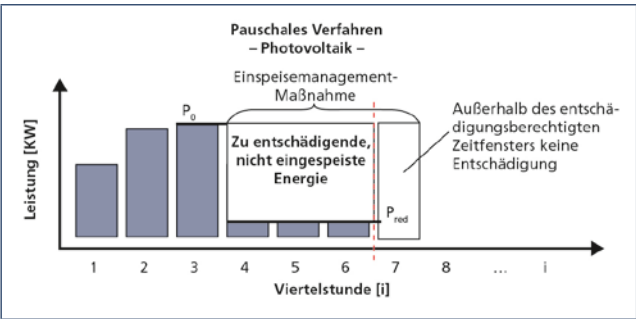 Pauschales Verfahren
– Photovoltaik –
Einspeisemanagement-
Maßnahme
P0
Außerhalb des entschä-
digungsberechtigten
Zeitfensters keine
Entschädigung
Zu entschädigende,
nicht eingespeiste
Energie
Pred
Leistung [KW]
1 2 3 4 5 6 7 8 ... i
Viertelstunde [i]